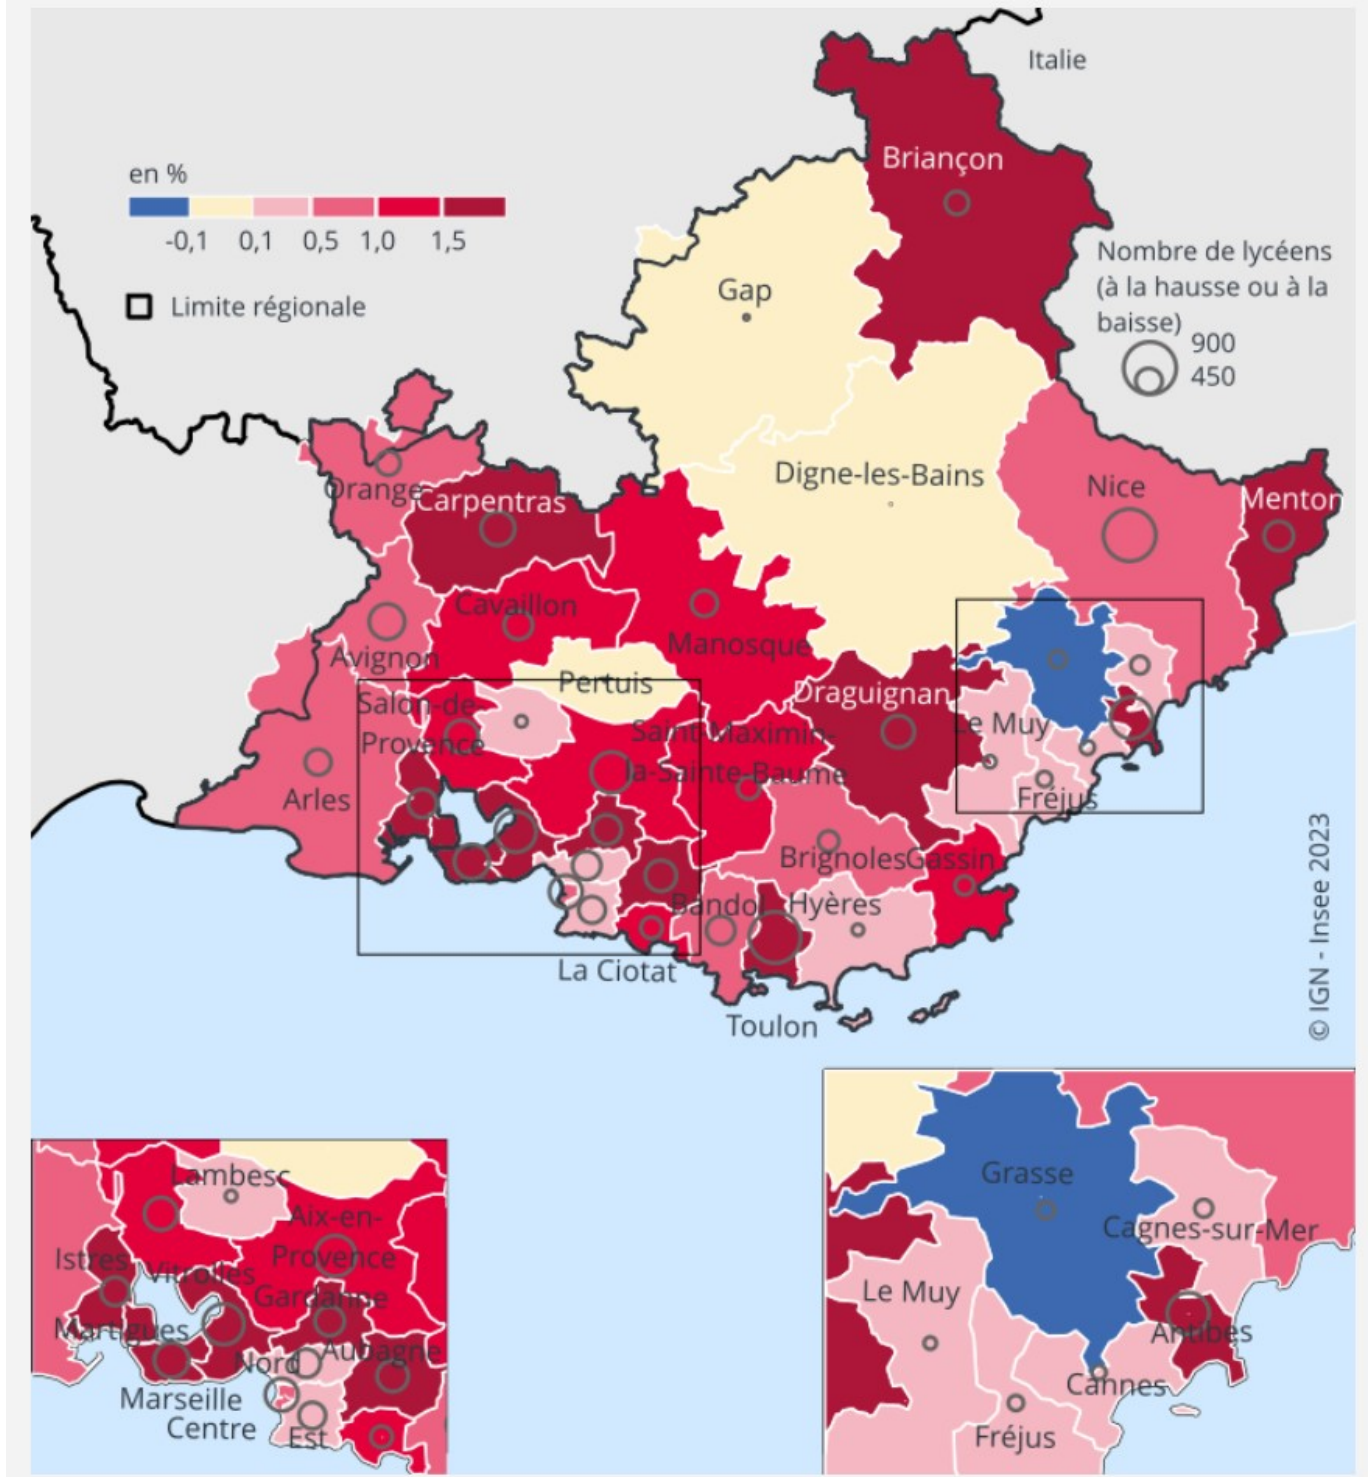 Italie
Briançon
en %
-0,1 0,1 0,5 1,0 1,5
Limite régionale
Nombre de lycéens
(à la hausse ou à la
baisse)
900
450
Gap
Digne-les-Bains
Nice
Menton
Orange
Carpentras
Cavaillon
Manosque
Avignon
Pertuis
Draguignan
Salon-de-
Provence
Le Muy
Saint-Maximin-
la-Sainte-Baume
Arles
Fréjus
Brignoles
Gassin
Bandol
Hyères
La Ciotat
Toulon
© IGN - Insee 2023
Lambesc
Aix-en-
Provence
Istres
Vitrolles
Gardanne
Martigues
Nord
Aubagne
Marseille
Centre
Est
Grasse
Cagnes-sur-Mer
Le Muy
Antibes
Cannes
Fréjus